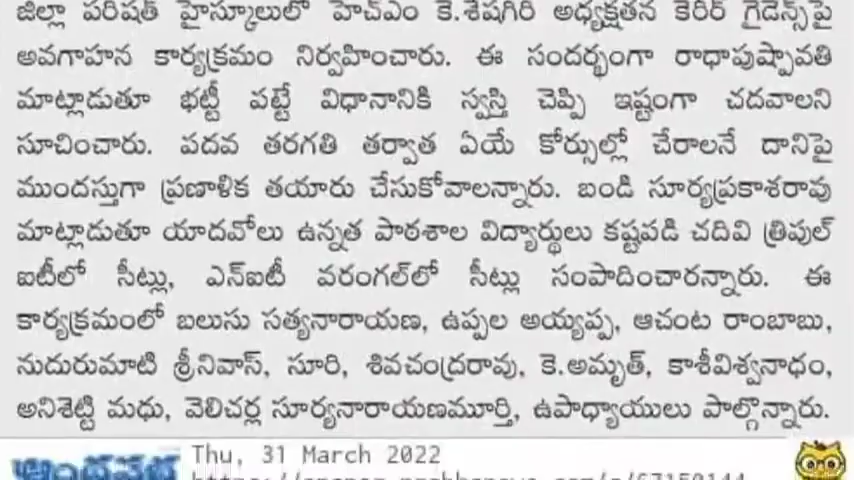 జిల్లా పరిషత్ హైస్కూలులో హెచ్ఎం కె.శేషగిరి అధ్యక్షతన కెరీర్ గైడెన్స్‌పై
అవగాహన కార్యక్రమం నిర్వహించారు. ఈ సందర్భంగా రాధాపుష్పావతి
మాట్లాడుతూ భట్టీ పట్టే విధానానికి స్వస్తి చెప్పి ఇష్టంగా చదవాలని
సూచించారు. పదవ తరగతి తర్వాత ఏయే కోర్సుల్లో చేరాలనే దానిపై
ముందస్తుగా ప్రణాళిక తయారు చేసుకోవాలన్నారు. బండి సూర్యప్రకాశరావు
మాట్లాడుతూ యాదవోలు ఉన్నత పాఠశాల విద్యార్థులు కష్టపడి చదివి త్రిపుల్
ఐటీలో సీట్లు, ఎన్ఐటీ వరంగల్‌లో సీట్లు సంపాదించారన్నారు. ఈ
కార్యక్రమంలో బలుసు సత్యనారాయణ, ఉప్పల అయ్యప్ప, ఆచంట రాంబాబు,
నుదురుమాటి శ్రీనివాస్, సూరి, శివచంద్రరావు, కె.అమృత్, కాశీవిశ్వనాధం,
అనిశెట్టి మధు, వెలిచర్ల సూర్యనారాయణమూర్తి, ఉపాధ్యాయులు పాల్గొన్నారు.
Thu, 31 March 2022